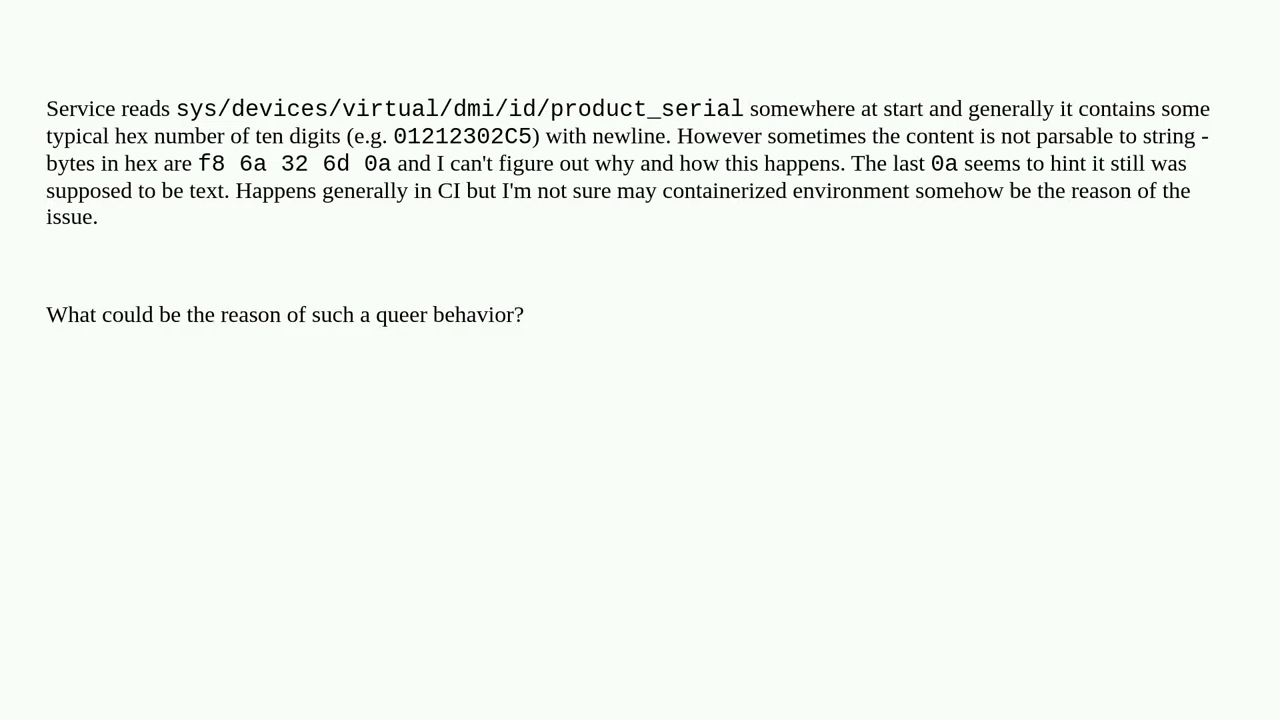 Service reads sys/devices/virtual/dmi/id/product_serial somewhere at start and generally it contains some
typical hex number of ten digits (e.g. 01212302C5) with newline. However sometimes the content is not parsable to string -
bytes in hex are f8 6a 32 6d 0a and I can't figure out why and how this happens. The last 0a seems to hint it still was
supposed to be text. Happens generally in CI but I'm not sure may containerized environment somehow be the reason of the
issue.
What could be the reason of such a queer behavior?